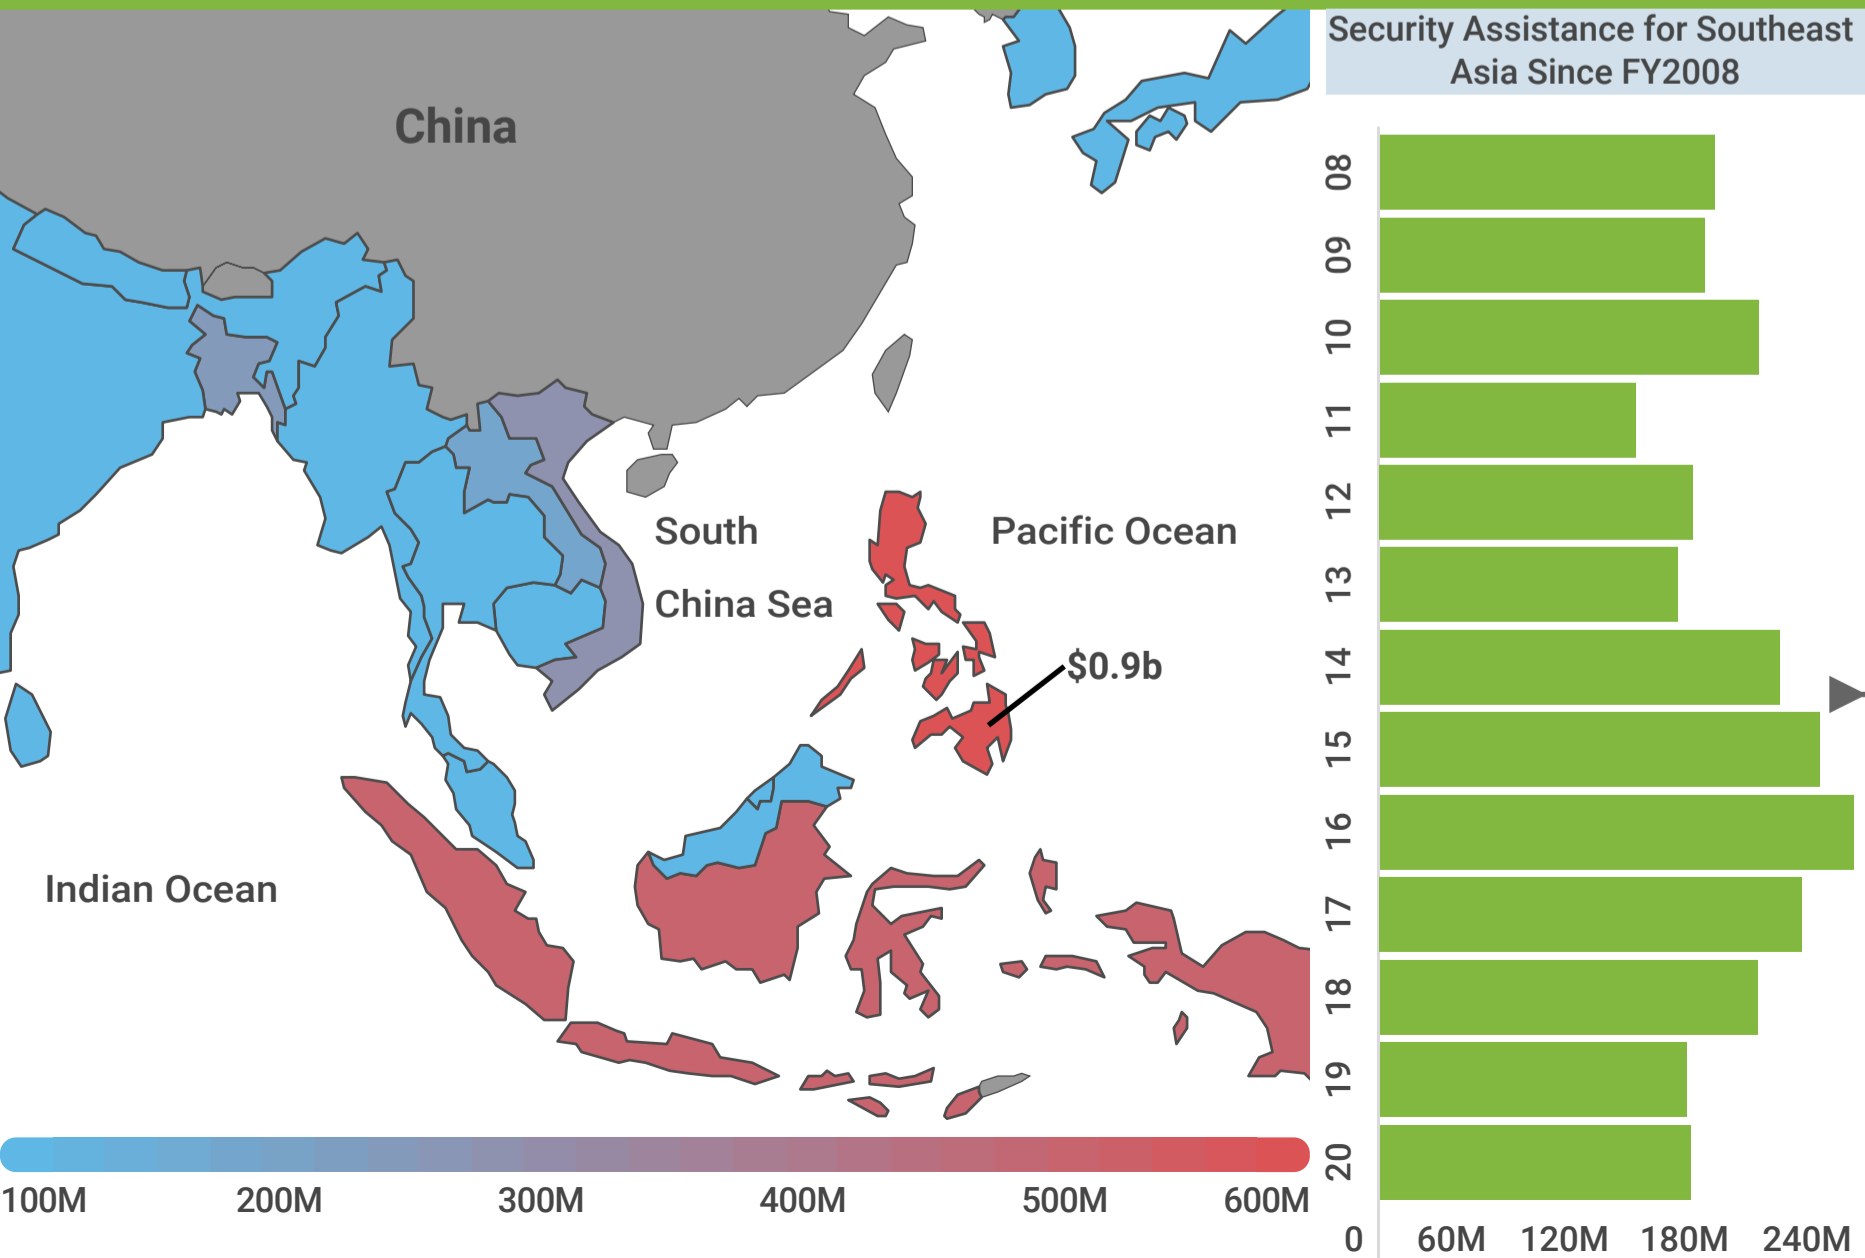 Security Assistance for Southeast
Asia Since FY2008
China
South
China Sea
Pacific Ocean
$0.9b
Indian Ocean
100M 200M 300M 400M 500M 600M
08
09
10
11
12
13
14
15
16
17
18
19
20
0 60M 120M 180M 240M